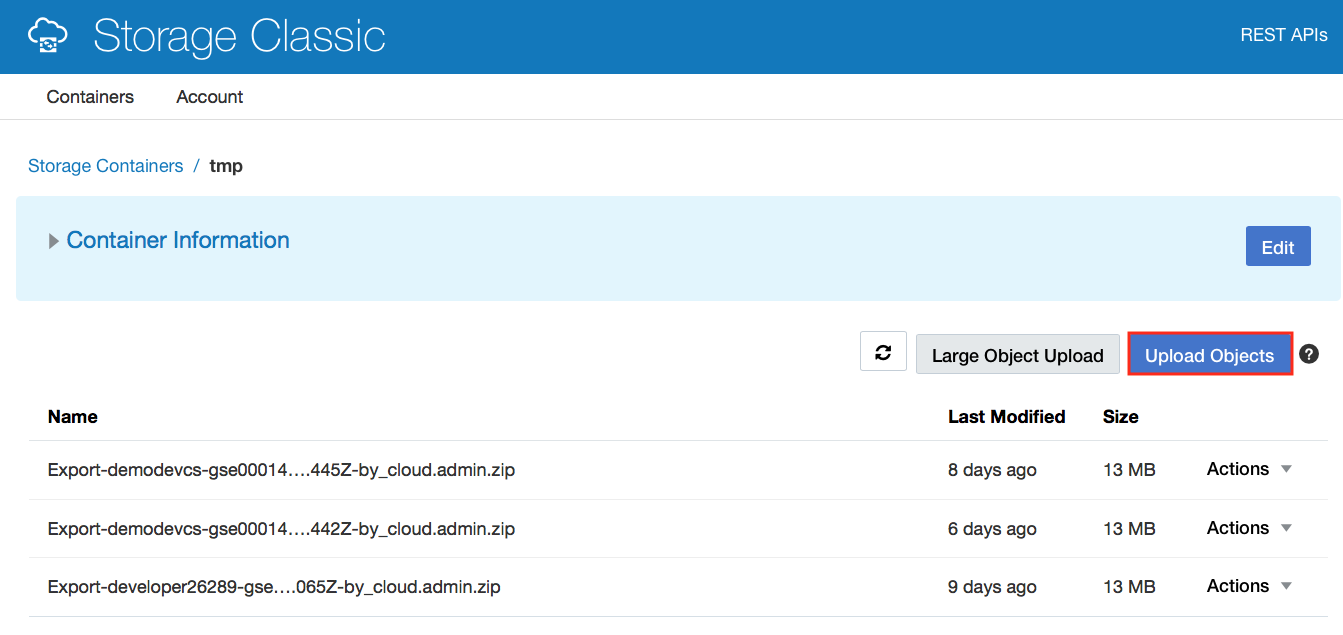 Storage Classic
REST APIs
Containers Account
Storage Containers / tmp
Container Information
Edit
Large Object Upload Upload Objects ?
Name Last Modified Size
Export-demodevcs-gse00014....445Z-by_cloud.admin.zip 8 days ago 13 MB Actions
Export-demodevcs-gse00014....442Z-by_cloud.admin.zip 6 days ago 13 MB Actions
Export-developer26289-gse....065Z-by_cloud.admin.zip 9 days ago 13 MB Actions